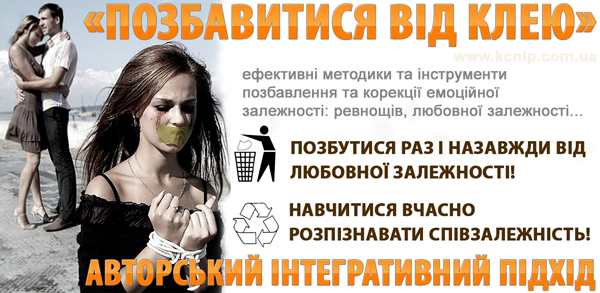 «ПОЗБАВИТИСЯ ВІД КЛЕЮ»
www.kcnlp.com.ua
ефективні методики та інструменти
позбавлення та корекції емоційної
залежності: ревнощів, любовної залежності...
ПОЗБУТИСЯ РАЗ І НАЗАВЖДИ ВІД
ЛЮБОВНОЇ ЗАЛЕЖНОСТІ!
НАВЧИТИСЯ ВЧАСНО
РОЗПІЗНАВАТИ СПІВЗАЛЕЖНІСТЬ!
АВТОРСЬКИЙ ІНТЕГРАТИВНИЙ ПІДХІД